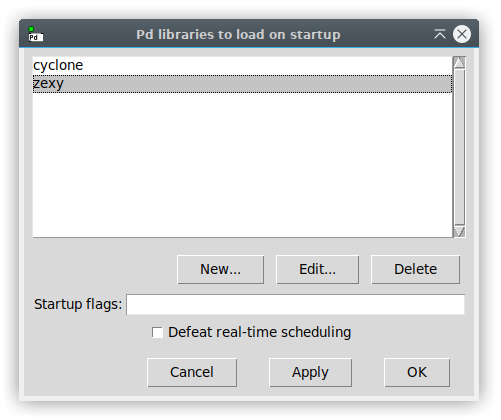 Pd
Pd libraries to load on startup
cyclone
zexy
New... Edit... Delete
Startup flags:
Defeat real-time scheduling
Cancel Apply OK